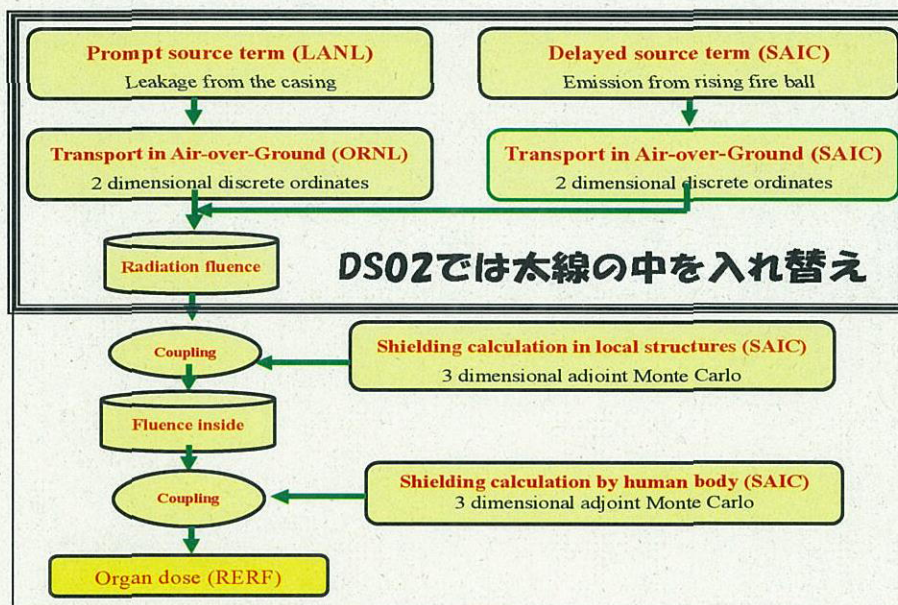 Prompt source term (LANL)
Leakage from the casing
Delayed source term (SAIC)
Emission from rising fire ball
Transport in Air-over-Ground (ORNL)
2 dimensional discrete ordinates
Transport in Air-over-Ground (SAIC)
2 dimensional discrete ordinates
Radiation fluence
DS02では太線の中を入れ替え
Coupling
Shielding calculation in local structures (SAIC)
3 dimensional adjoint Monte Carlo
Fluence inside
Coupling
Shielding calculation by human body (SAIC)
3 dimensional adjoint Monte Carlo
Organ dose (RERF)